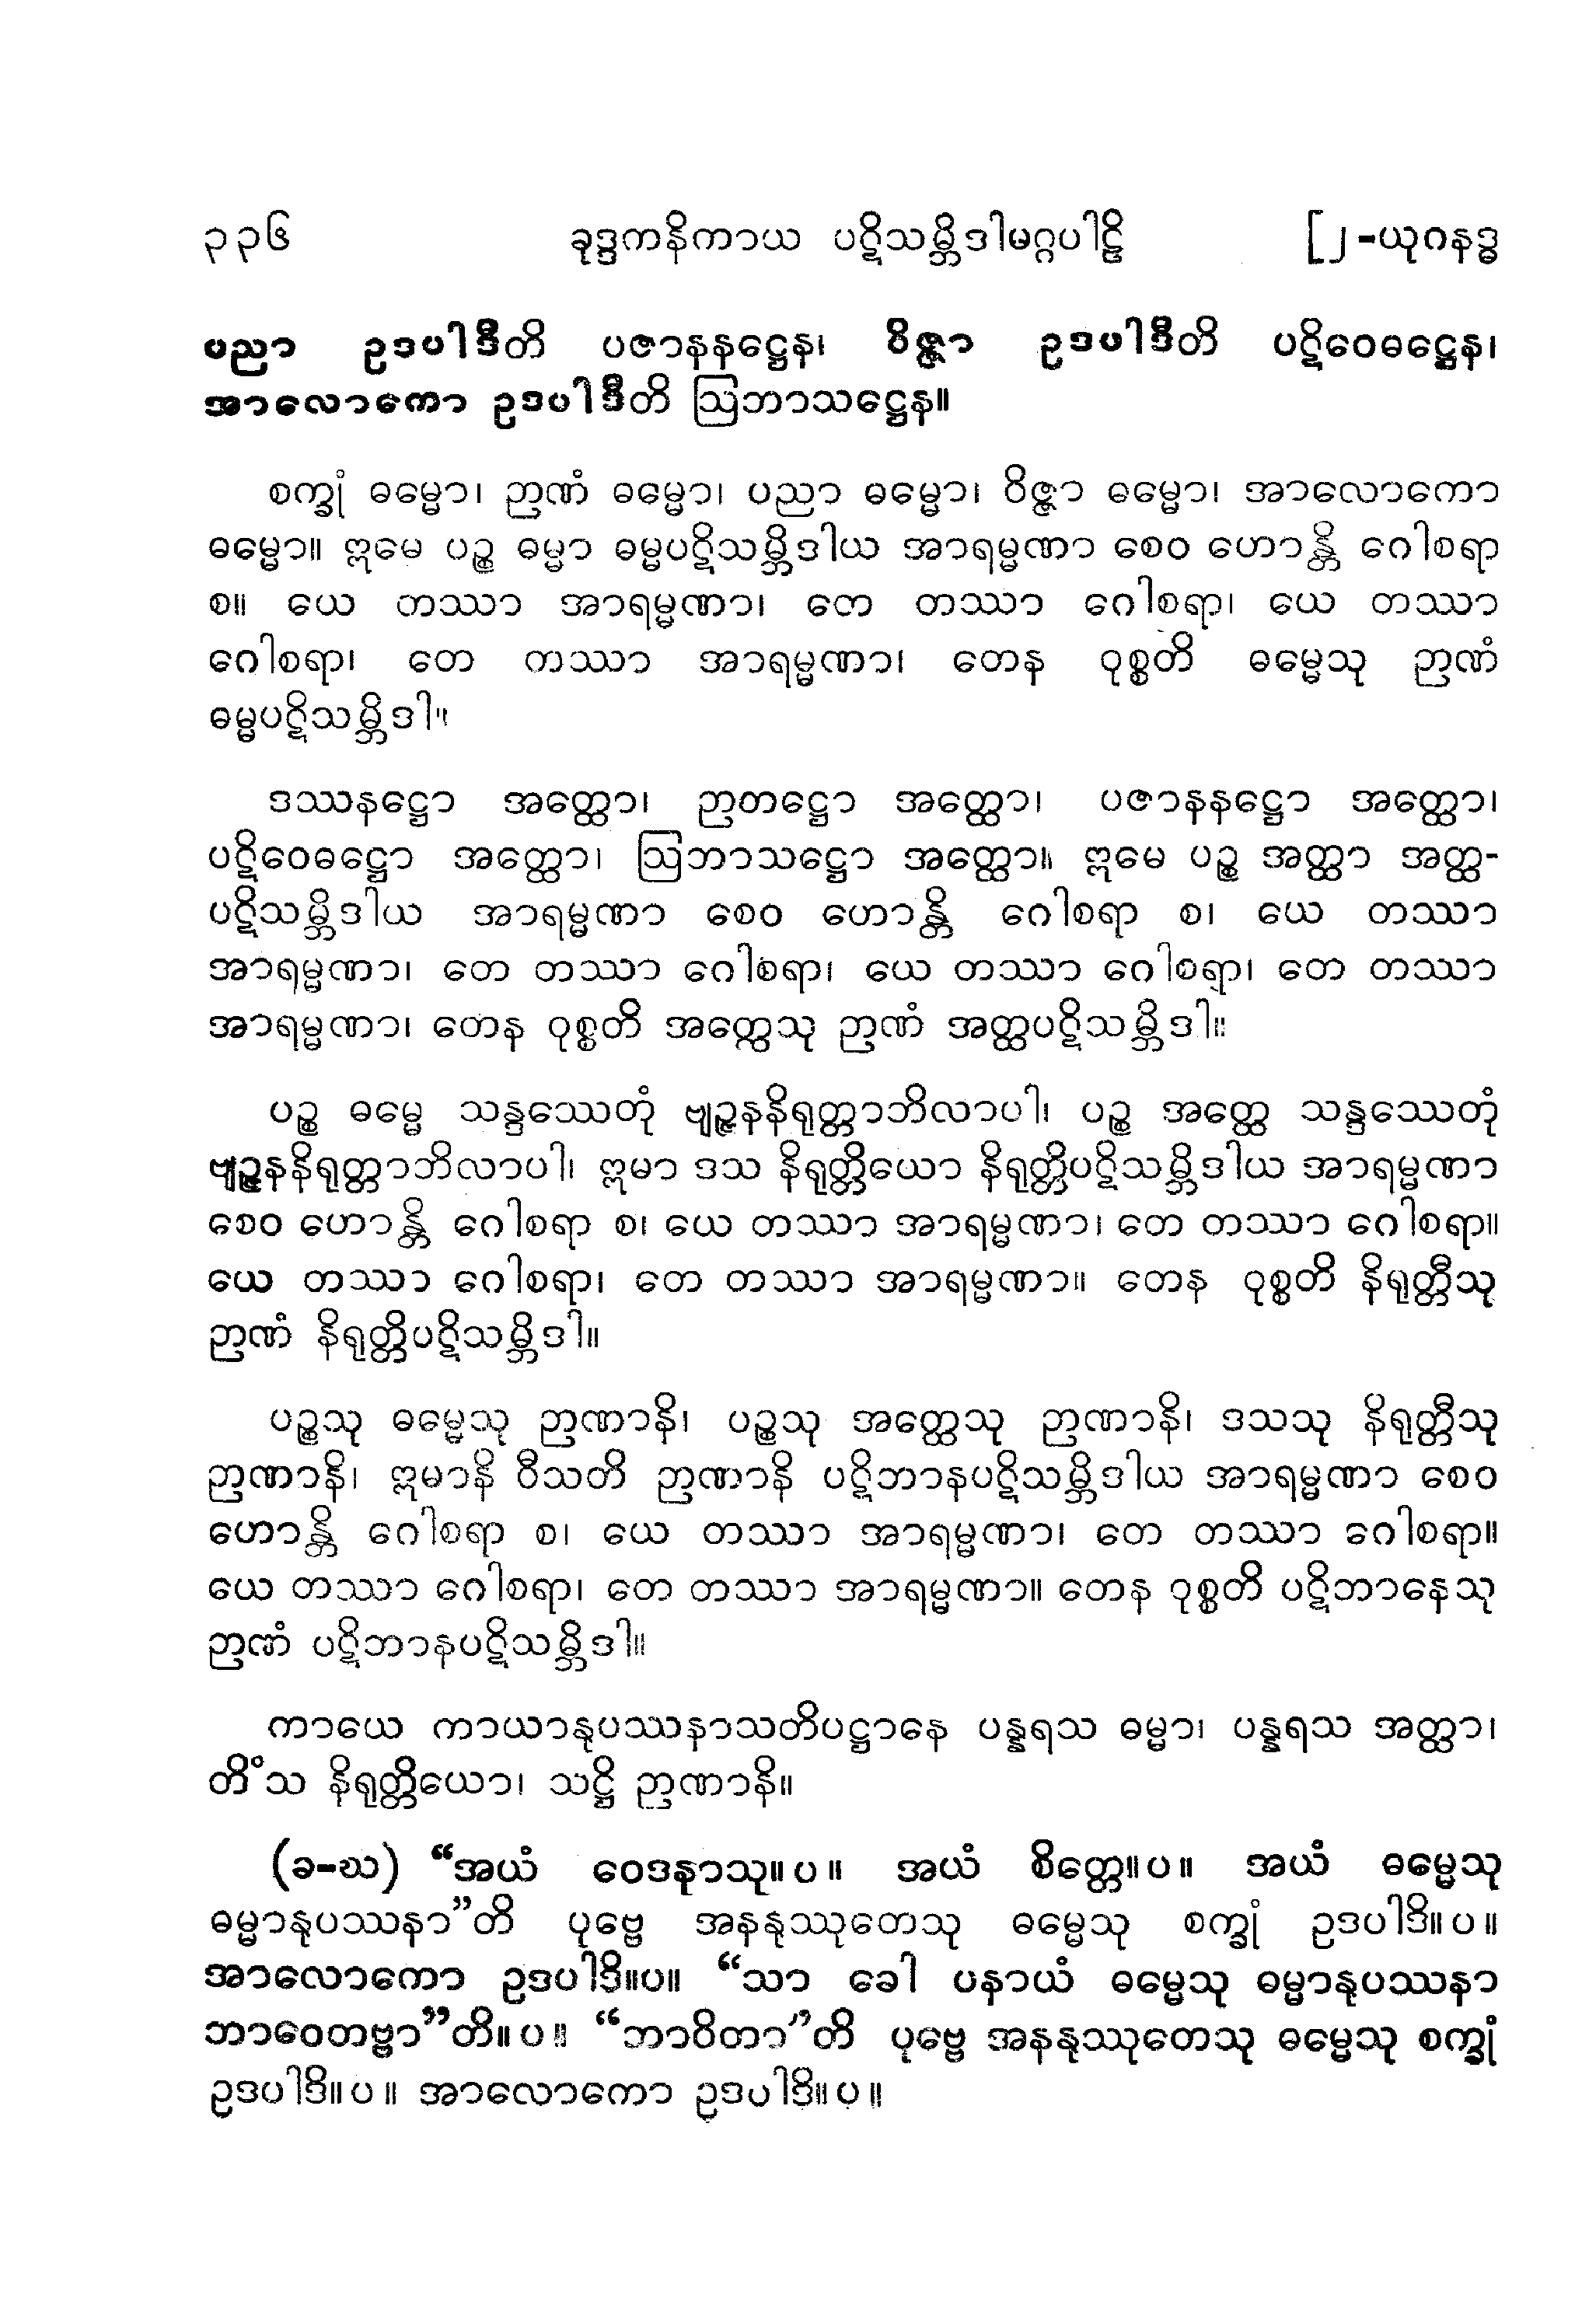 ၃၃၆ ခုဒ္ဒကနိကာယ ပဋိသမ္ဘိဒါမဂ္ဂပါဠိ [၂-ယုဂနဒ္ဓ
ပညာ ဥဒပါဒီတိ ပဇာနနဋ္ဌေန၊ ဝိဇ္ဇာ ဥဒပါဒီတိ ပဋိဝေဓဋ္ဌေန၊
အာလောကော ဥဒပါဒီတိ ဩဘာသဋ္ဌေန။
စက္ခုံ ဓမ္မော၊ ဉာဏံ ဓမ္မော၊ ပညာ ဓမ္မော၊ ဝိဇ္ဇာ ဓမ္မော၊ အာလောကော
ဓမ္မော။ ဣမေ ပဉ္စ ဓမ္မာ ဓမ္မပဋိသမ္ဘိဒါယ အာရမ္မဏာ စေဝ ဟောန္တိ ဂေါစရာ
စ။ ယေ တဿာ အာရမ္မဏာ၊ တေ တဿာ ဂေါစရာ၊ ယေ တဿာ
ဂေါစရာ၊ တေ တဿာ အာရမ္မဏာ၊ တေန ဝုစ္စတိ ဓမ္မေသု ဉာဏံ
ဓမ္မပဋိသမ္ဘိဒါ။
ဒဿနဋ္ဌော အတ္ထော၊ ဉာတဋ္ဌော အတ္ထော၊ ပဇာနနဋ္ဌော အတ္ထော၊
ပဋိဝေဓဋ္ဌော အတ္ထော၊ ဩဘာသဋ္ဌော အတ္ထော။ ဣမေ ပဉ္စ အတ္ထာ အတ္ထ-
ပဋိသမ္ဘိဒါယ အာရမ္မဏာ စေဝ ဟောန္တိ ဂေါစရာ စ၊ ယေ တဿာ
အာရမ္မဏာ၊ တေ တဿာ ဂေါစရာ၊ ယေ တဿာ ဂေါစရာ၊ တေ တဿာ
အာရမ္မဏာ၊ တေန ဝုစ္စတိ အတ္ထေသု ဉာဏံ အတ္ထပဋိသမ္ဘိဒါ။
ပဉ္စ ဓမ္မေ သန္ဒဿေတုံ ဗျဉ္ဇနနိရုတ္တာဘိလာပါ၊ ပဉ္စ အတ္ထေ သန္ဒဿေတုံ
ဗျဉ္ဇနနိရုတ္တာဘိလာပါ၊ ဣမာ ဒသ နိရုတ္တိယော နိရုတ္တိပဋိသမ္ဘိဒါယ အာရမ္မဏာ
စေဝ ဟောန္တိ ဂေါစရာ စ၊ ယေ တဿာ အာရမ္မဏာ၊ တေ တဿာ ဂေါစရာ။
ယေ တဿာ ဂေါစရာ၊ တေ တဿာ အာရမ္မဏာ။ တေန ဝုစ္စတိ နိရုတ္တီသု
ဉာဏံ နိရုတ္တိပဋိသမ္ဘိဒါ။
ပဉ္စသု ဓမ္မေသု ဉာဏာနိ၊ ပဉ္စသု အတ္ထေသု ဉာဏာနိ၊ ဒသသု နိရုတ္တီသု
ဉာဏာနိ၊ ဣမာနိ ဝီသတိ ဉာဏာနိ ပဋိဘာနပဋိသမ္ဘိဒါယ အာရမ္မဏာ စေဝ
ဟောန္တိ ဂေါစရာ စ၊ ယေ တဿာ အာရမ္မဏာ၊ တေ တဿာ ဂေါစရာ။
ယေ တဿာ ဂေါစရာ၊ တေ တဿာ အာရမ္မဏာ။ တေန ဝုစ္စတိ ပဋိဘာနေသု
ဉာဏံ ပဋိဘာနပဋိသမ္ဘိဒါ။
ကာယေ ကာယာနုပဿနာသတိပဋ္ဌာနေ ပန္နရသ ဓမ္မာ၊ ပန္နရသ အတ္ထာ၊
တိံသ နိရုတ္တိယော၊ သဋ္ဌိ ဉာဏာနိ။
(ခ-ဃ) “အယံ ဝေဒနာသု။ပ။ အယံ စိတ္တေ။ပ။ အယံ ဓမ္မေသု
ဓမ္မာနုပဿနာ”တိ ပုဗ္ဗေ အနနုဿုတေသု ဓမ္မေသု စက္ခုံ ဥဒပါဒိ။ပ။
အာလောကော ဥဒပါဒိ။ပ။ “သာ ခေါ ပနာယံ ဓမ္မေသု ဓမ္မာနုပဿနာ
ဘာဝေတဗ္ဗာ”တိ။ပ။ “ဘာဝိတာ”တိ ပုဗ္ဗေ အနနုဿုတေသု ဓမ္မေသု စက္ခုံ
ဥဒပါဒိ။ပ။ အာလောကော ဥဒပါဒိ။ပ။